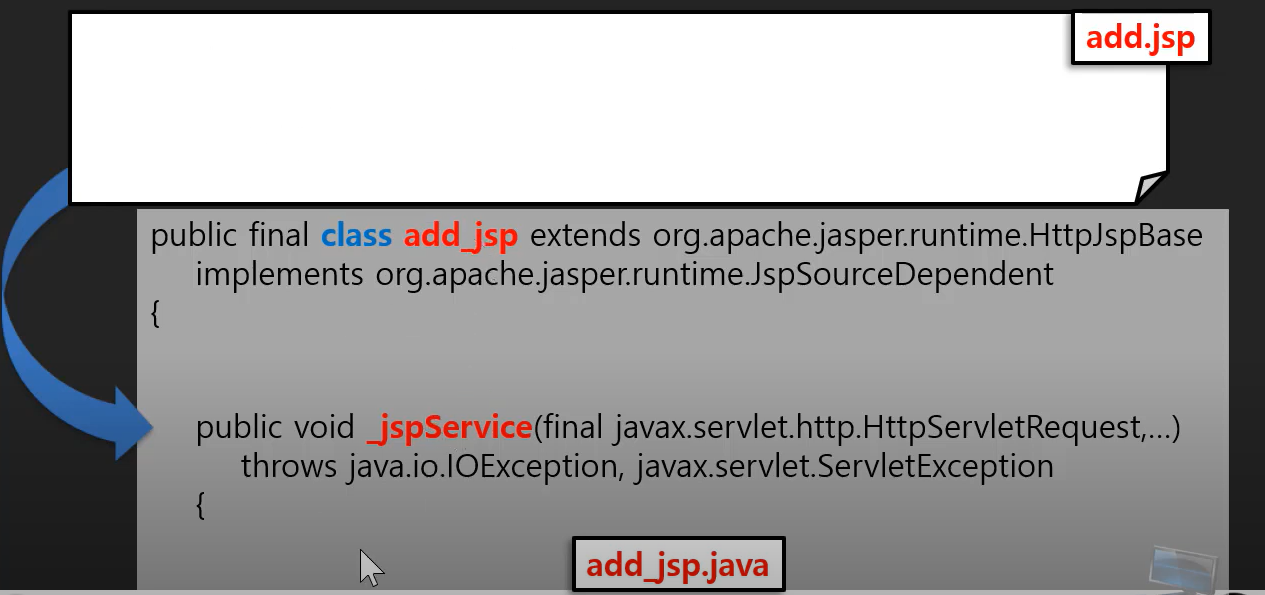 add.jsp
public final class add_jsp extends org.apache.jasper.runtime.HttpJspBase
implements org.apache.jasper.runtime.JspSourceDependent
{
public void _jspService(final javax.servlet.http.HttpServletRequest,...)
throws java.io.IOException, javax.servlet.ServletException
{
add_jsp.java